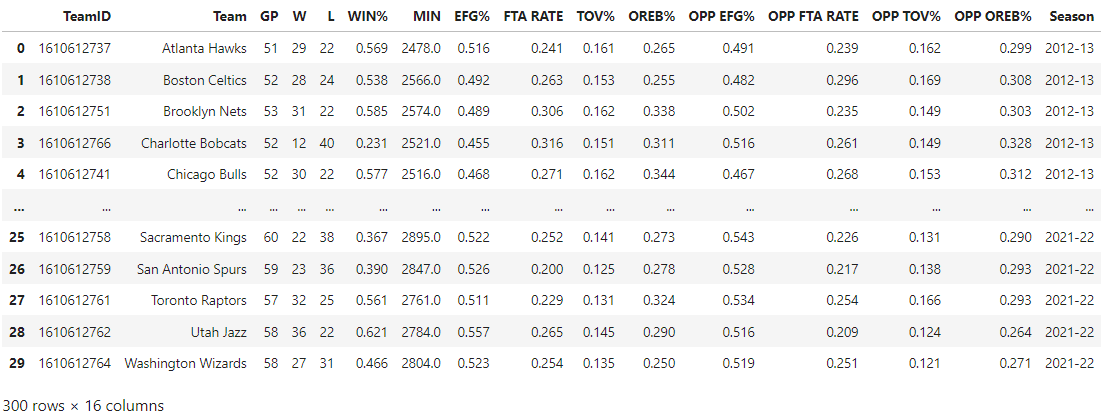 TeamID Team GP W L WIN% MIN EFG% FTA RATE TOV% OREB% OPP EFG% OPP FTA RATE OPP TOV% OPP OREB% Season
0 1610612737 Atlanta Hawks 51 29 22 0.569 2478.0 0.516 0.241 0.161 0.265 0.491 0.239 0.162 0.299 2012-13
1 1610612738 Boston Celtics 52 28 24 0.538 2566.0 0.492 0.263 0.153 0.255 0.482 0.296 0.169 0.308 2012-13
2 1610612751 Brooklyn Nets 53 31 22 0.585 2574.0 0.489 0.306 0.162 0.338 0.502 0.235 0.149 0.303 2012-13
3 1610612766 Charlotte Bobcats 52 12 40 0.231 2521.0 0.455 0.316 0.151 0.311 0.516 0.261 0.149 0.328 2012-13
4 1610612741 Chicago Bulls 52 30 22 0.577 2516.0 0.468 0.271 0.162 0.344 0.467 0.268 0.153 0.312 2012-13
... ... ... ... ... ... ... ... ... ... ... ... ... ... ... ... ...
25 1610612758 Sacramento Kings 60 22 38 0.367 2895.0 0.522 0.252 0.141 0.273 0.543 0.226 0.131 0.290 2021-22
26 1610612759 San Antonio Spurs 59 23 36 0.390 2847.0 0.526 0.200 0.125 0.278 0.528 0.217 0.138 0.293 2021-22
27 1610612761 Toronto Raptors 57 32 25 0.561 2761.0 0.511 0.229 0.131 0.324 0.534 0.254 0.166 0.293 2021-22
28 1610612762 Utah Jazz 58 36 22 0.621 2784.0 0.557 0.265 0.145 0.290 0.516 0.209 0.124 0.264 2021-22
29 1610612764 Washington Wizards 58 27 31 0.466 2804.0 0.523 0.254 0.135 0.250 0.519 0.251 0.121 0.271 2021-22
300 rows × 16 columns